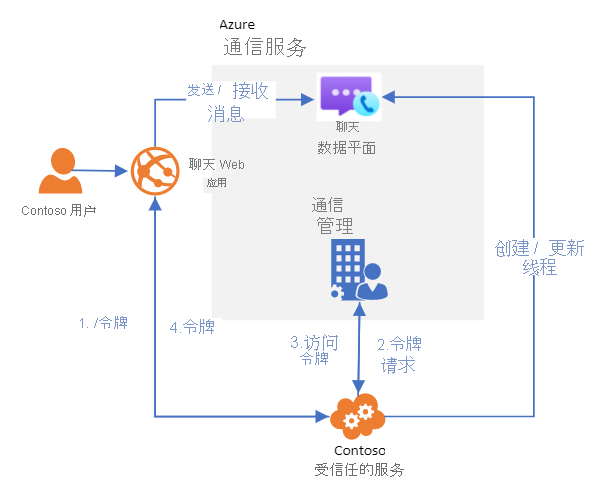 Azure
通信服务
发送 / 接收
消息
聊天
数据平面
聊天 Web
应用
Contoso 用户
通信
管理
创建 / 更新
线程
1. /令牌
4.令牌
3.访问
令牌
2.令牌
请求
Contoso
受信任的服务